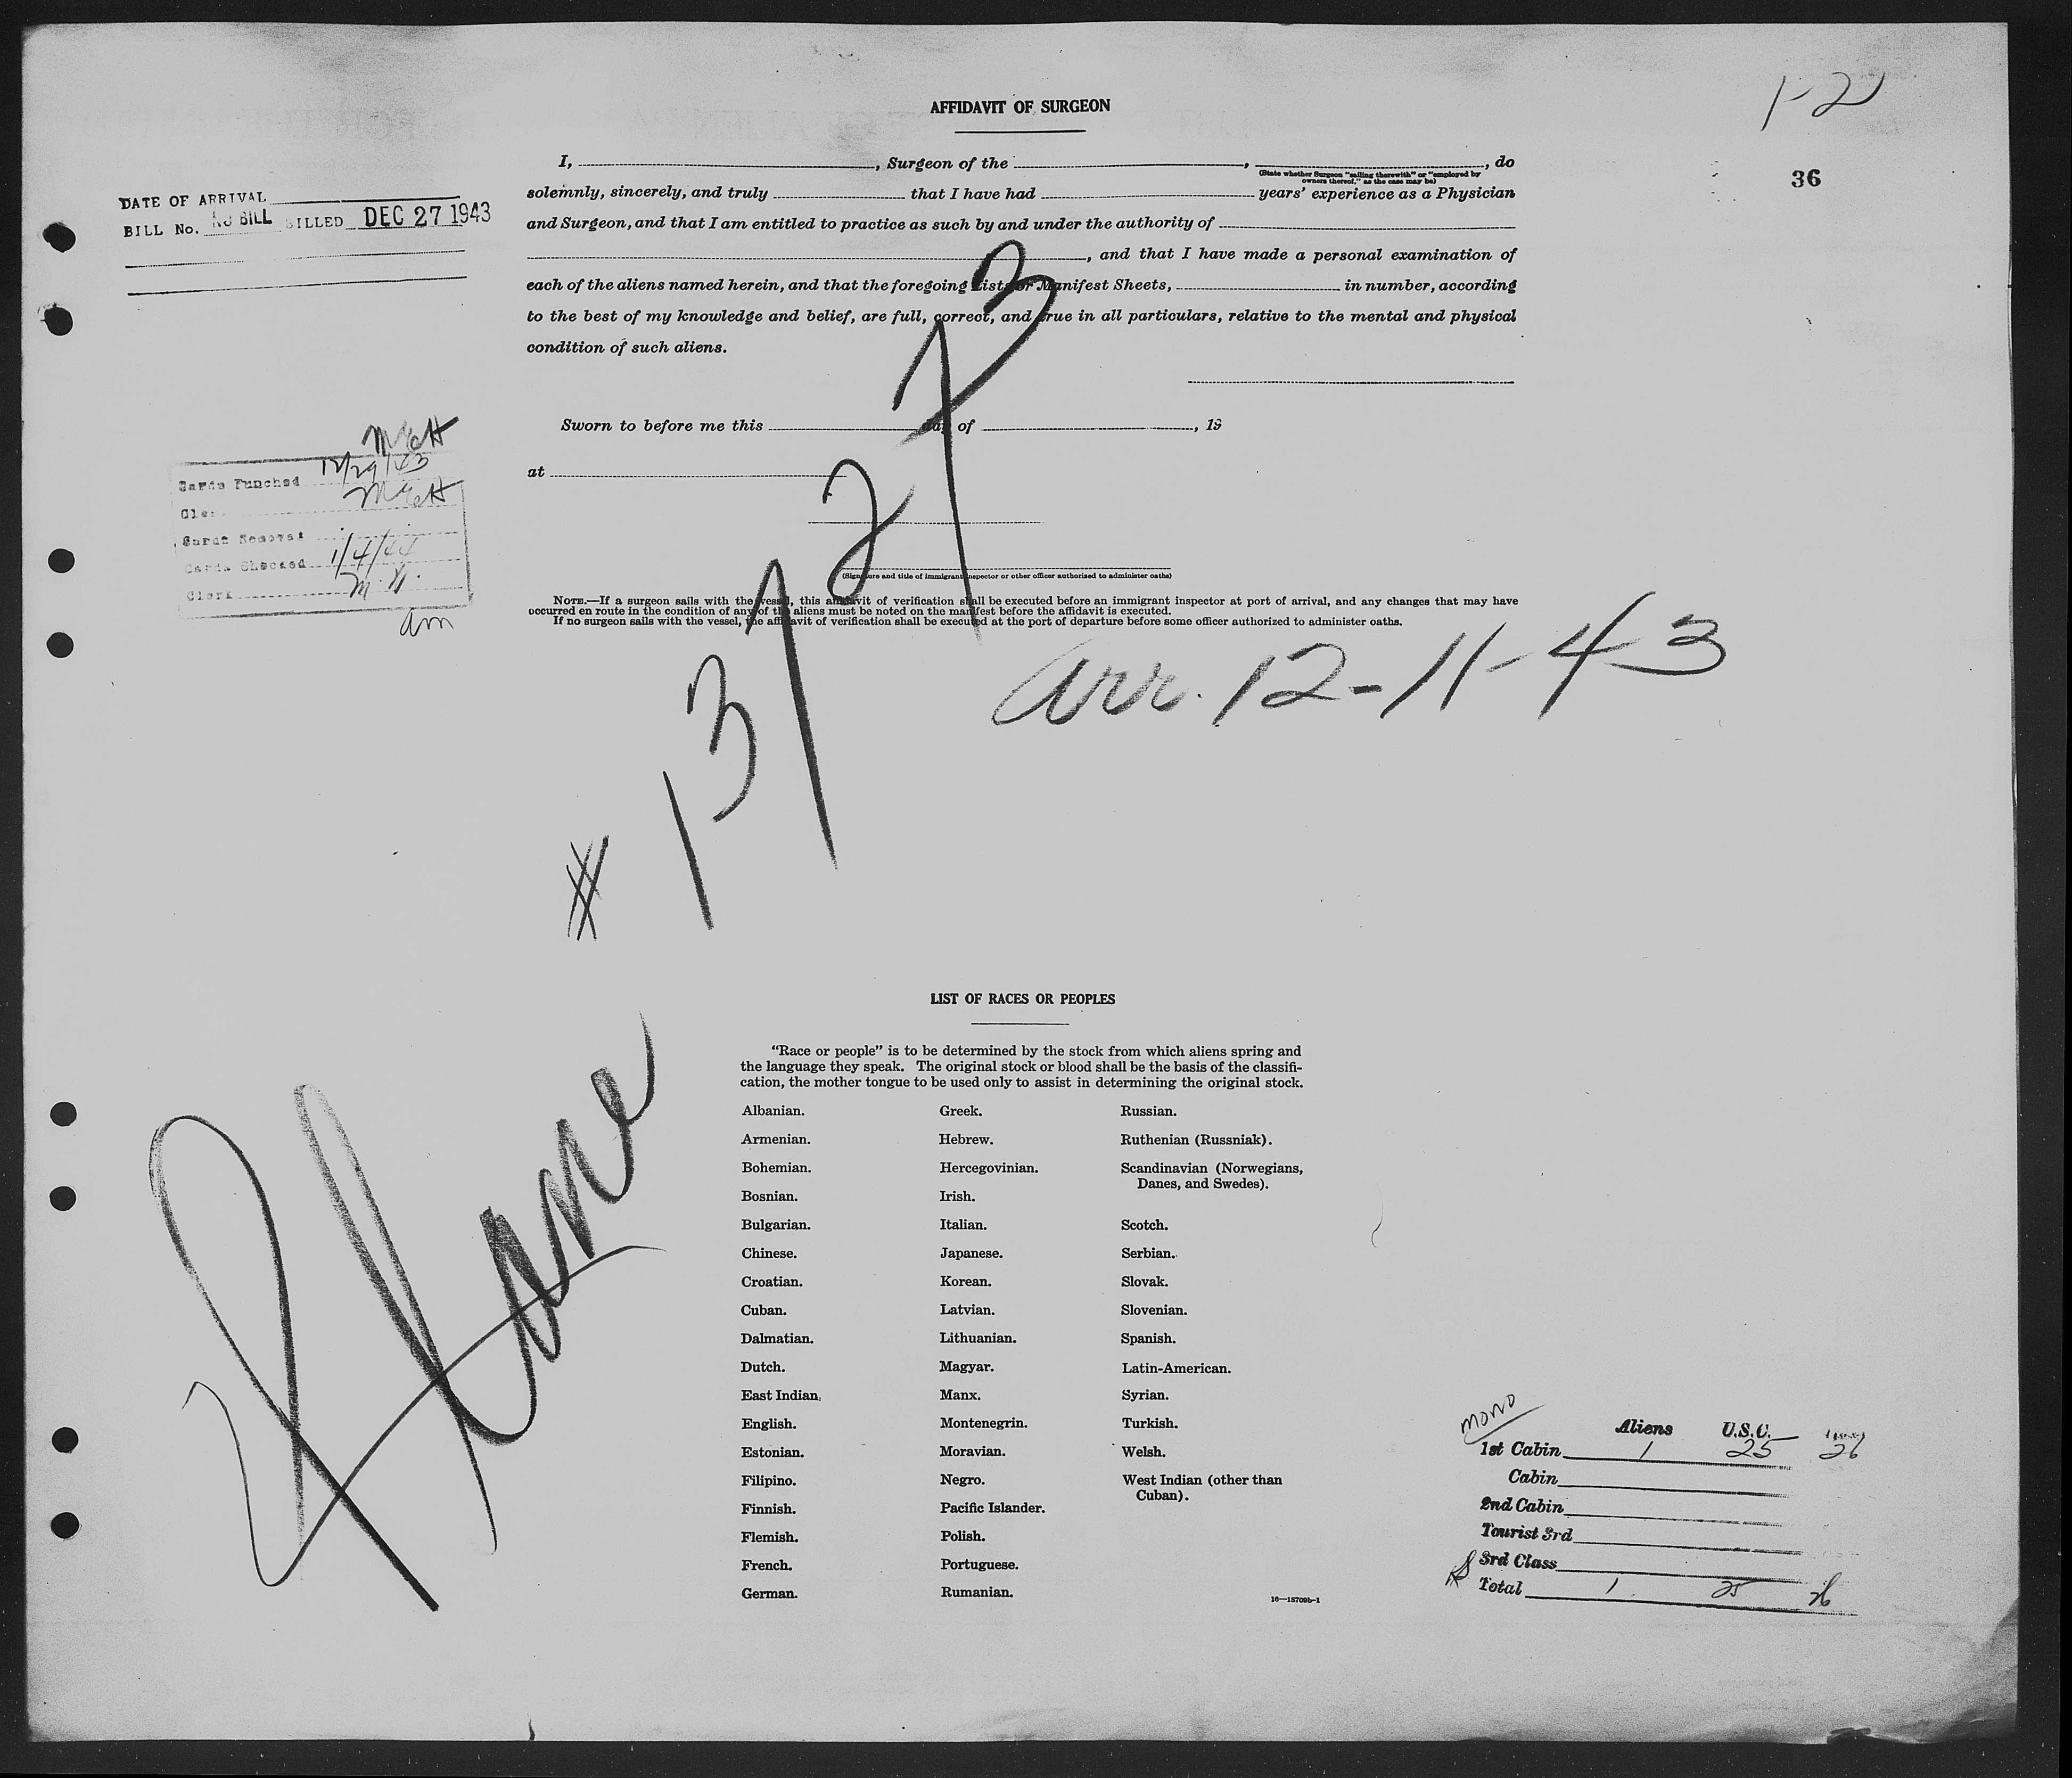 1-2
AFFIDAVIT OF SURGEON
36
I, , Surgeon of the , , do
(State whether Surgeon "sailing therewith" or "employed by owners thereof," as the case may be)
solemnly, sincerely, and truly that I have had years' experience as a Physician
and Surgeon, and that I am entitled to practice as such by and under the authority of
, and that I have made a personal examination of
each of the aliens named herein, and that the foregoing Lists or Manifest Sheets, in number, according
to the best of my knowledge and belief, are full, correct, and true in all particulars, relative to the mental and physical
condition of such aliens.
Sworn to before me this day of , 19
at
(Signature and title of immigrant inspector or other officer authorized to administer oaths)
NOTE.—If a surgeon sails with the vessel, this affidavit of verification shall be executed before an immigrant inspector at port of arrival, and any changes that may have
occurred en route in the condition of any of the aliens must be noted on the manifest before the affidavit is executed.
If no surgeon sails with the vessel, the affidavit of verification shall be executed at the port of departure before some officer authorized to administer oaths.
DATE OF ARRIVAL
BILL No. NO BILL BILLED DEC 27 1943
Cards Punched 12/29/43
Clerk
Cards Removed
Cards Checked 1/4/44
Clerk M.N.
am
arr. 12-11-43
Plane
LIST OF RACES OR PEOPLES
"Race or people" is to be determined by the stock from which aliens spring and
the language they speak. The original stock or blood shall be the basis of the classifi-
cation, the mother tongue to be used only to assist in determining the original stock.
Albanian.
Armenian.
Bohemian.
Bosnian.
Bulgarian.
Chinese.
Croatian.
Cuban.
Dalmatian.
Dutch.
East Indian.
English.
Estonian.
Filipino.
Finnish.
Flemish.
French.
German.
Greek.
Hebrew.
Hercegovinian.
Irish.
Italian.
Japanese.
Korean.
Latvian.
Lithuanian.
Magyar.
Manx.
Montenegrin.
Moravian.
Negro.
Pacific Islander.
Polish.
Portuguese.
Rumanian.
Russian.
Ruthenian (Russniak).
Scandinavian (Norwegians,
Danes, and Swedes).
Scotch.
Serbian.
Slovak.
Slovenian.
Spanish.
Latin-American.
Syrian.
Turkish.
Welsh.
West Indian (other than
Cuban).
16—18709b-1
mono
Aliens U.S.C.
1st Cabin 1 25 26
Cabin
2nd Cabin
Tourist 3rd
3rd Class
Total 1 25 26